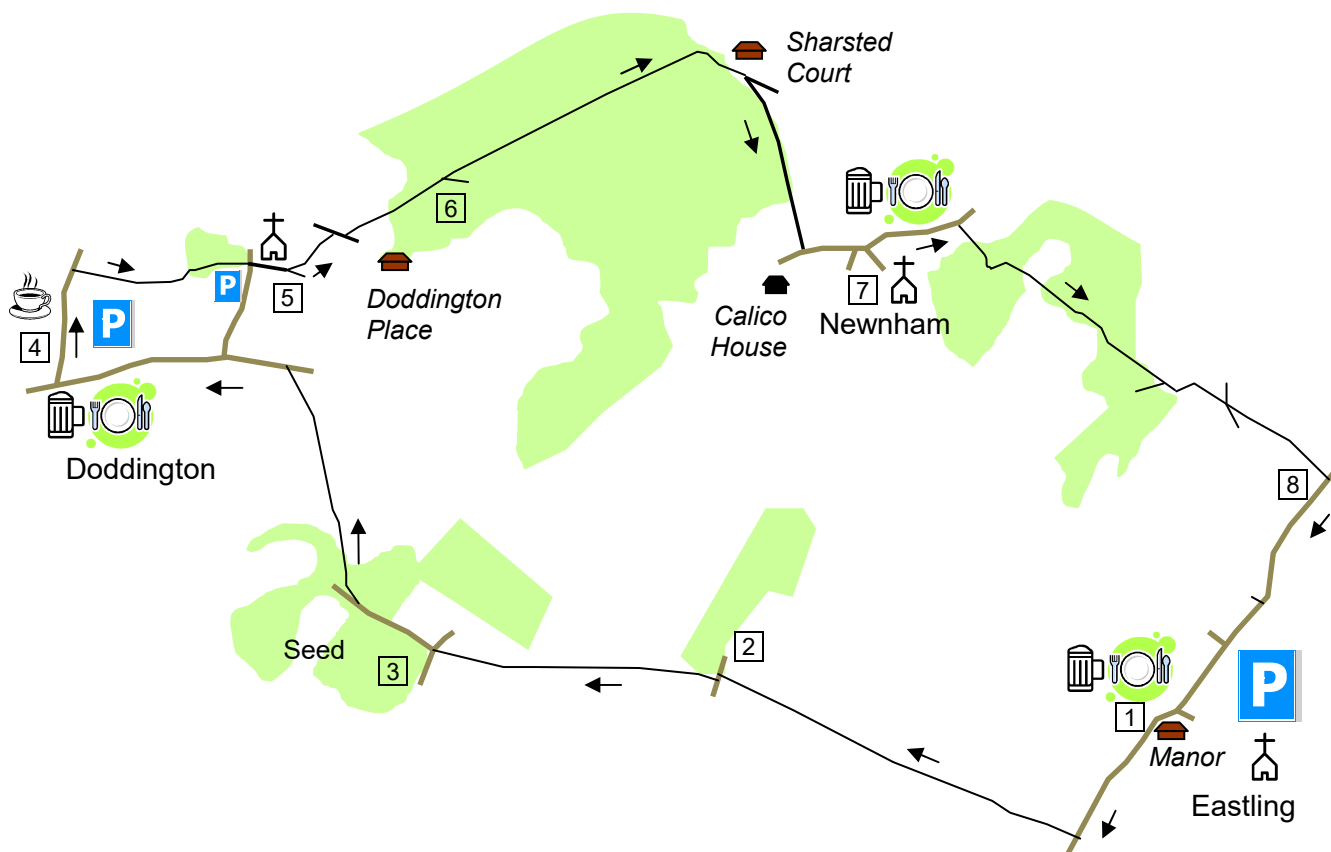 Sharsted
Court
6
P
5
Doddington
Place
P
4
7
Newnham
Calico
House
Doddington
8
2
Seed
3
P
1
Manor
Eastling